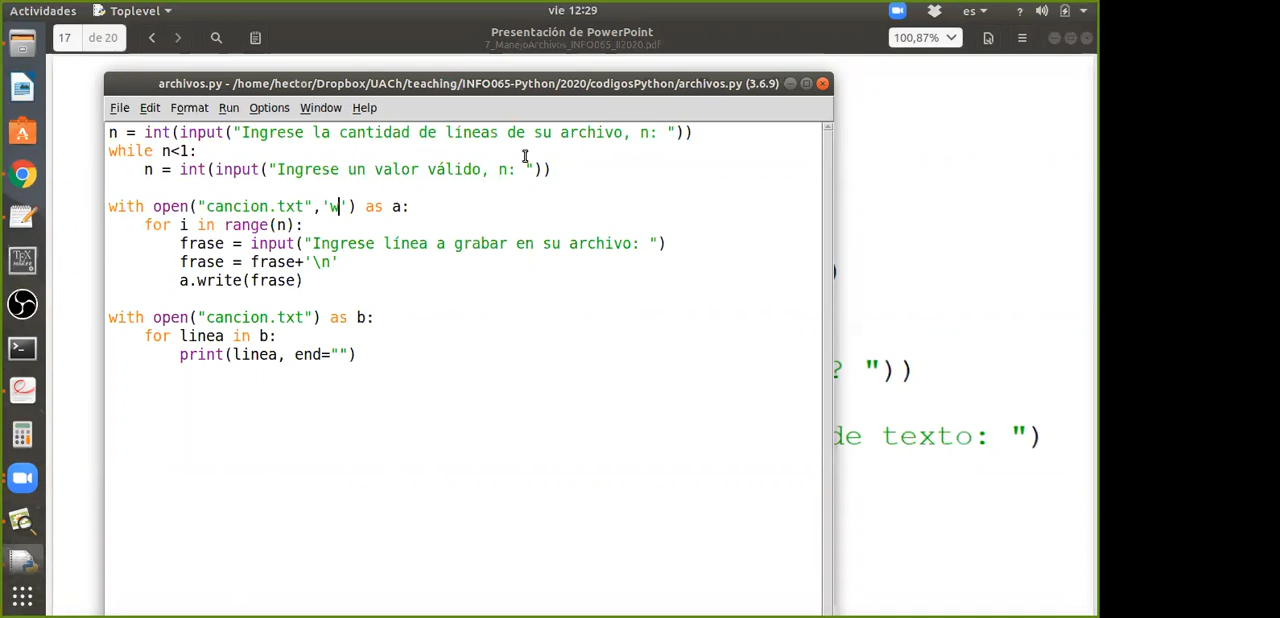 Actividades Toplevel vie 12:29 es ?
17 de 20 Presentación de PowerPoint 100,87%
7_ManejoArchivos_INFO065_II2020.pdf
archivos.py - /home/hector/Dropbox/UACh/teaching/INFO065-Python/2020/codigosPython/archivos.py (3.6.9)
File Edit Format Run Options Window Help
n = int(input("Ingrese la cantidad de líneas de su archivo, n: "))
while n<1:
    n = int(input("Ingrese un valor válido, n: "))
with open("cancion.txt",'w') as a:
    for i in range(n):
        frase = input("Ingrese línea a grabar en su archivo: ")
        frase = frase+'\n'
        a.write(frase)
with open("cancion.txt") as b:
    for linea in b:
        print(linea, end="")
)
? "))
de texto: ")
TEX